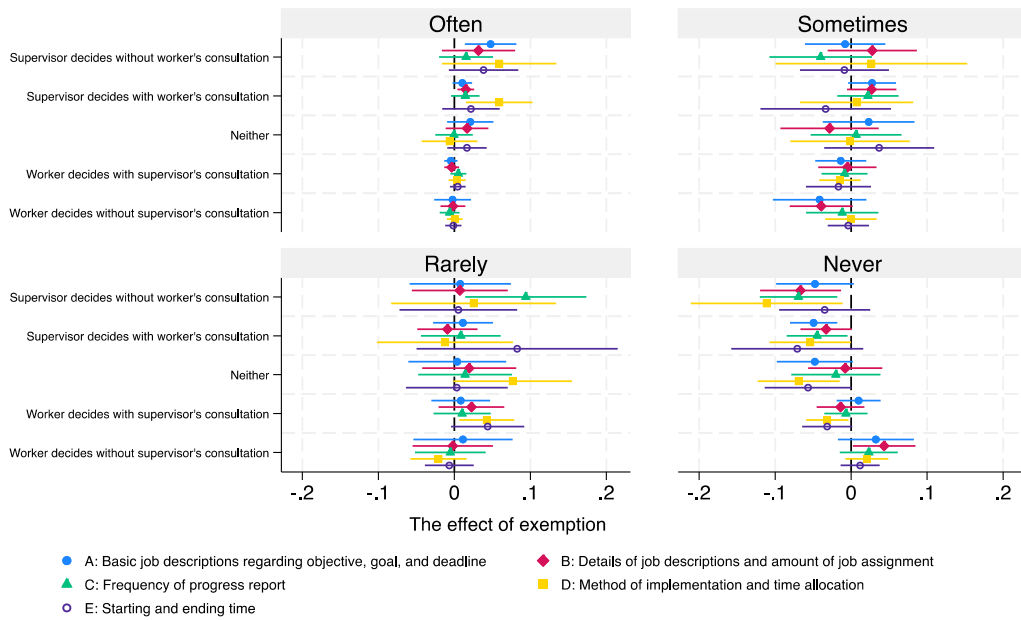 Often
Sometimes
Supervisor decides without worker's consultation
Supervisor decides with worker's consultation
Neither
Worker decides with supervisor's consultation
Worker decides without supervisor's consultation
Rarely
Never
Supervisor decides without worker's consultation
Supervisor decides with worker's consultation
Neither
Worker decides with supervisor's consultation
Worker decides without supervisor's consultation
-.2 -.1 0 .1 .2 -.2 -.1 0 .1 .2
The effect of exemption
A: Basic job descriptions regarding objective, goal, and deadline
B: Details of job descriptions and amount of job assignment
C: Frequency of progress report
D: Method of implementation and time allocation
E: Starting and ending time